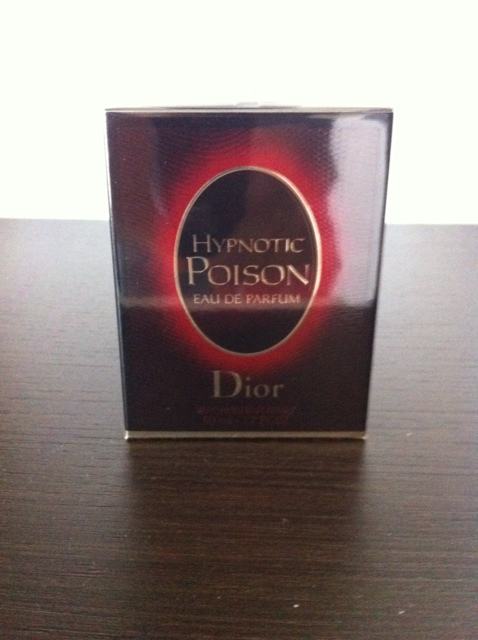 HYPNOTIC
POISON
EAU DE PARFUM
Dior